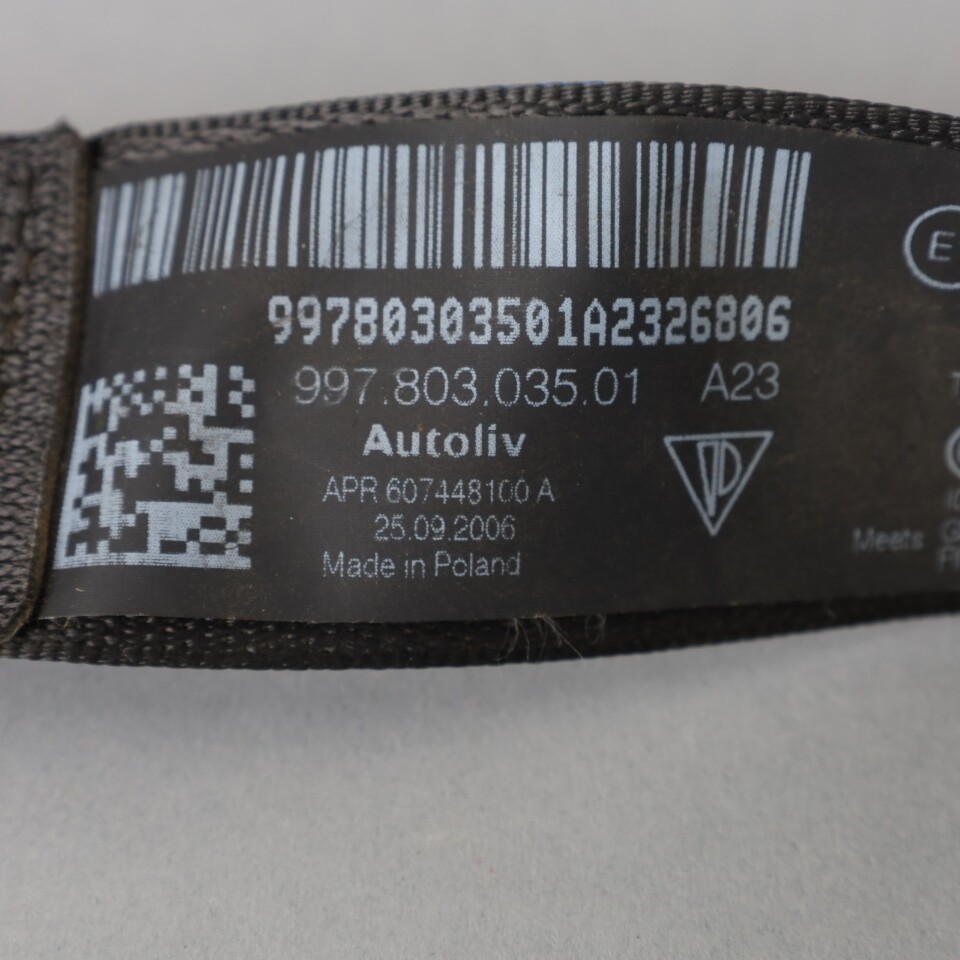 99780303501A2326806
997.803.035.01 A23
Autoliv
APR 607448100 A
25.09.2006
Made in Poland
E
Meets